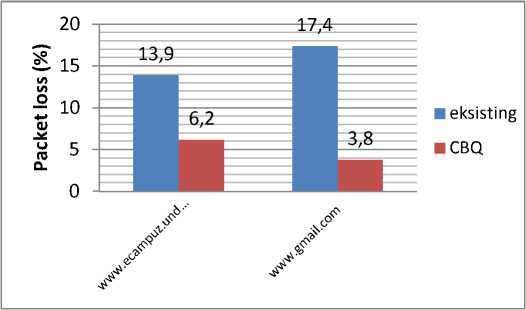 Packet loss (%)
20
15
10
5
0
13,9
6,2
17,4
3,8
www.ecampuz.und...
www.gmail.com
eksisting
CBQ